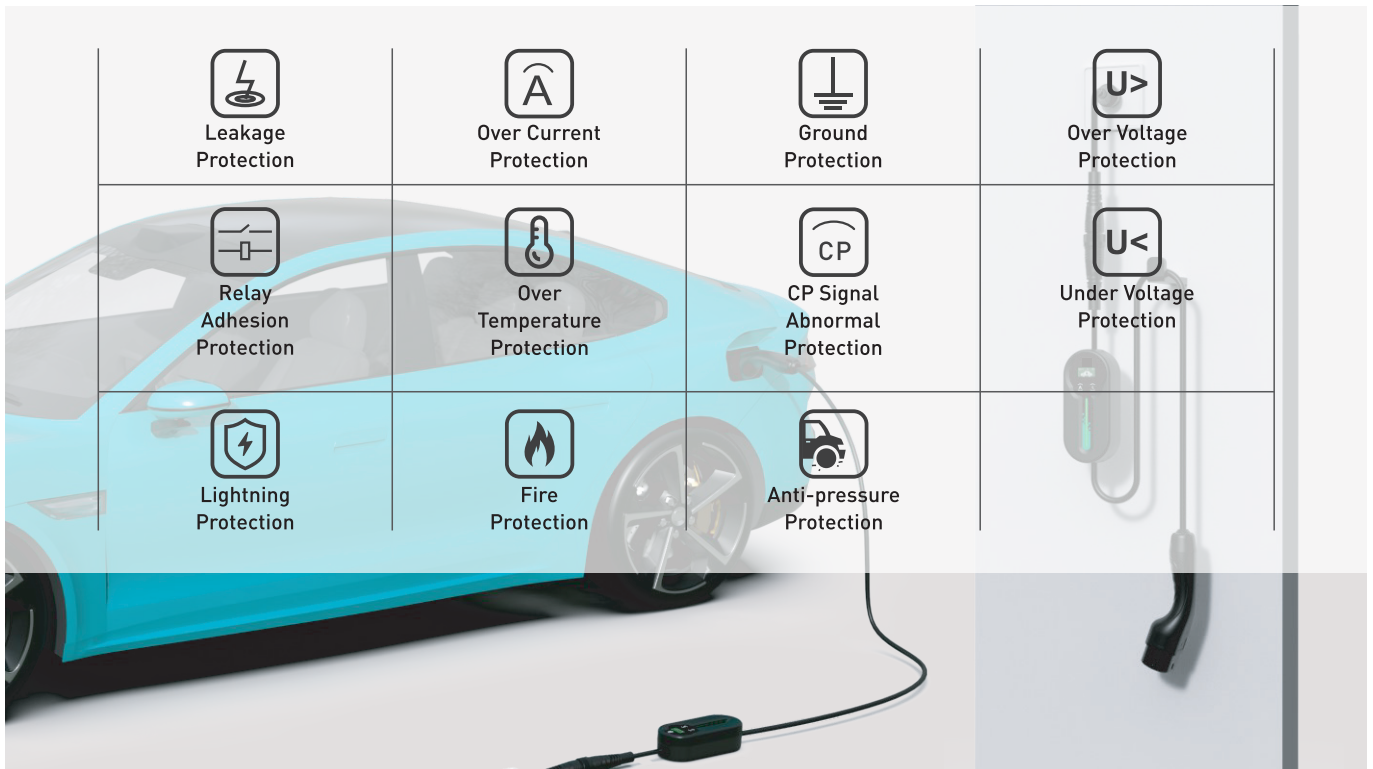 U>
A
Leakage
Protection
Over Current
Protection
Ground
Protection
Over Voltage
Protection
CP
U<
Relay
Adhesion
Protection
Over
Temperature
Protection
CP Signal
Abnormal
Protection
Under Voltage
Protection
Lightning
Protection
Fire
Protection
Anti-pressure
Protection